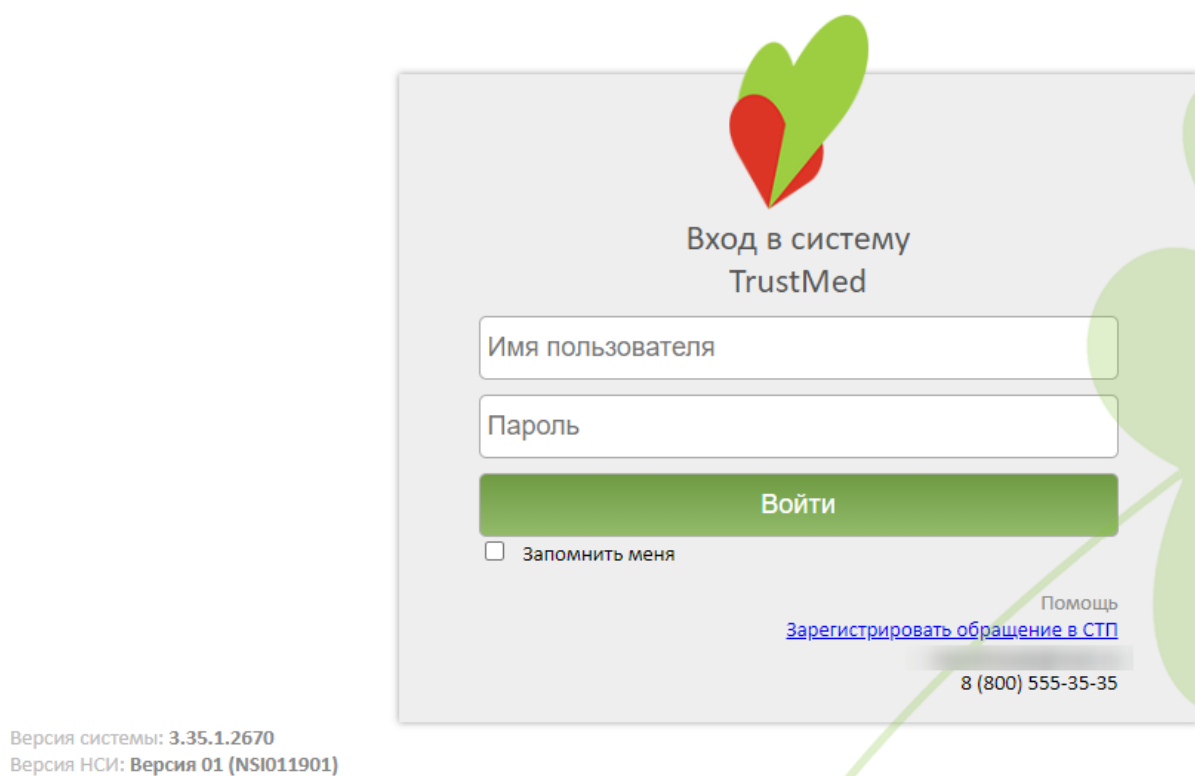 Вход в систему
TrustMed
Имя пользователя
Пароль
Войти
Запомнить меня
Помощь
Зарегистрировать обращение в СТП
8 (800) 555-35-35
Версия системы: 3.35.1.2670
Версия НСИ: Версия 01 (NSI011901)